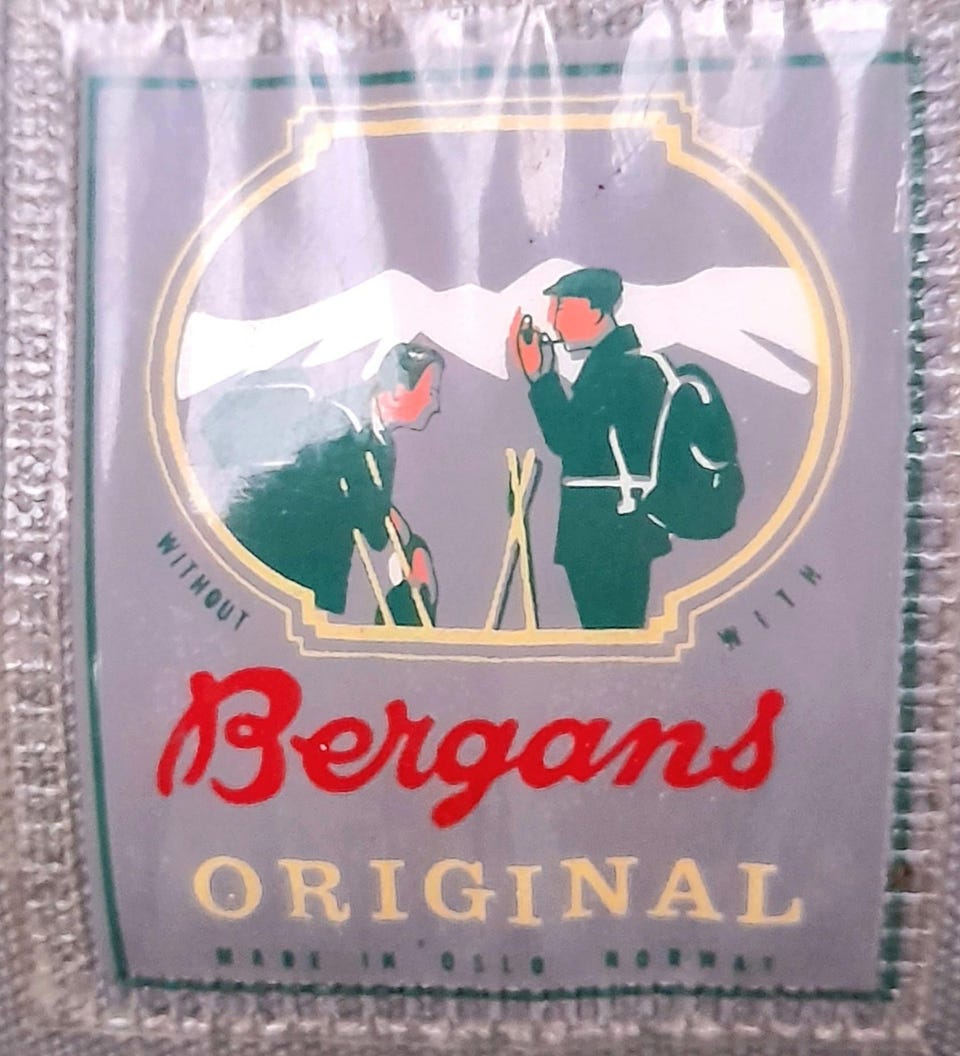 WITHOUT
WITH
Bergans
ORIGINAL
MADE IN OSLO NORWAY